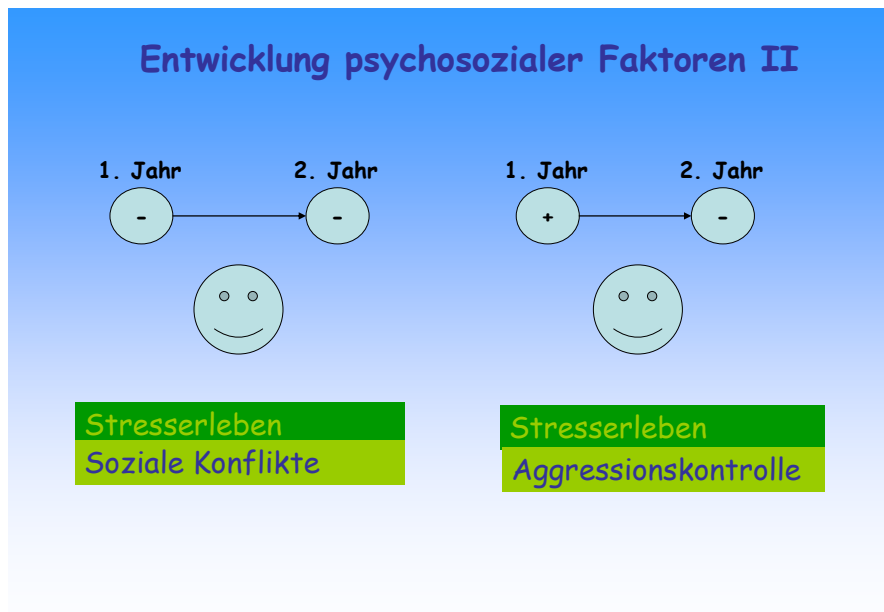 Entwicklung psychosozialer Faktoren II
1. Jahr 2. Jahr
- -
Stresserleben
Soziale Konflikte
1. Jahr 2. Jahr
+ -
Stresserleben
Aggressionskontrolle